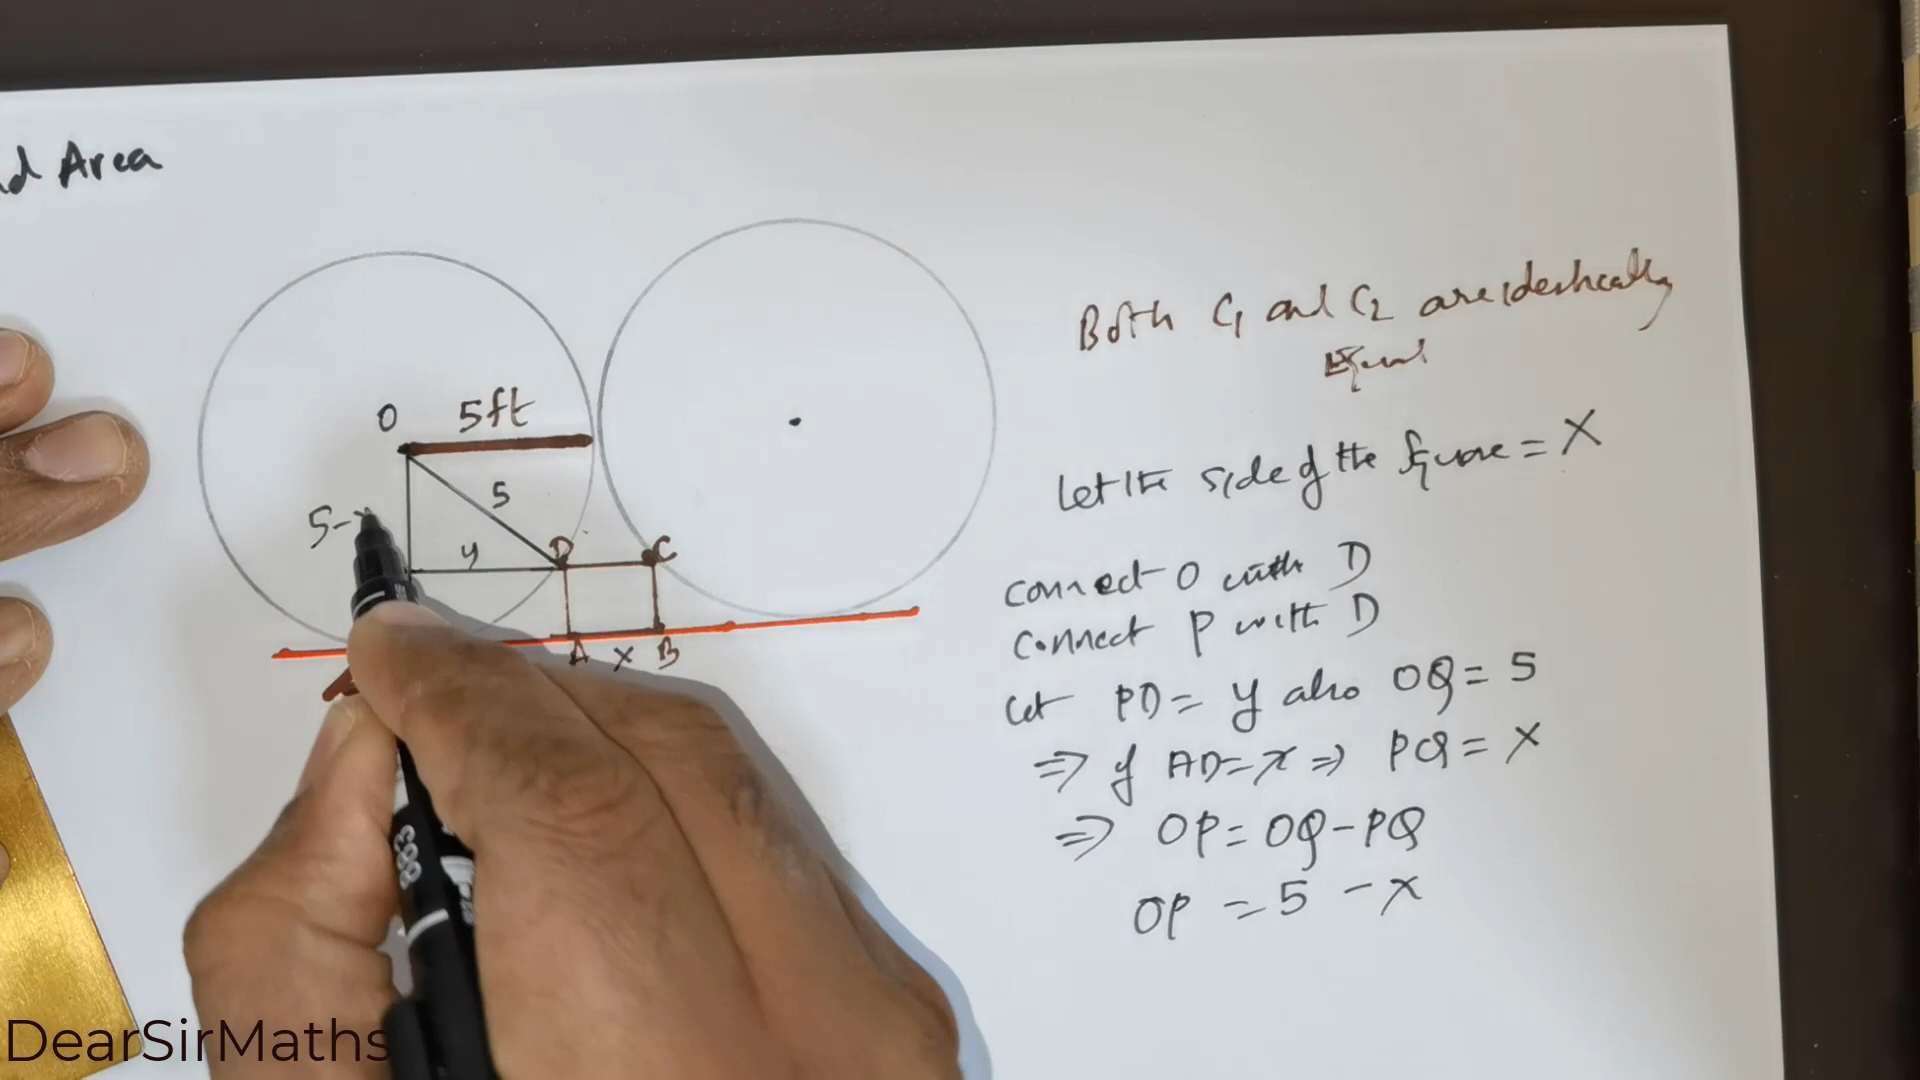 nd Area
O 5ft
5
5-x
y
D C
A x B
Both C1 and C2 are identically
Equal
Let the side of the Square = X
Connect O with D
Connect P with D
Let PD = y also OQ = 5
⇒ if AD = x ⇒ PQ = X
⇒ OP = OQ - PQ
OP = 5 - x
DearSirMaths